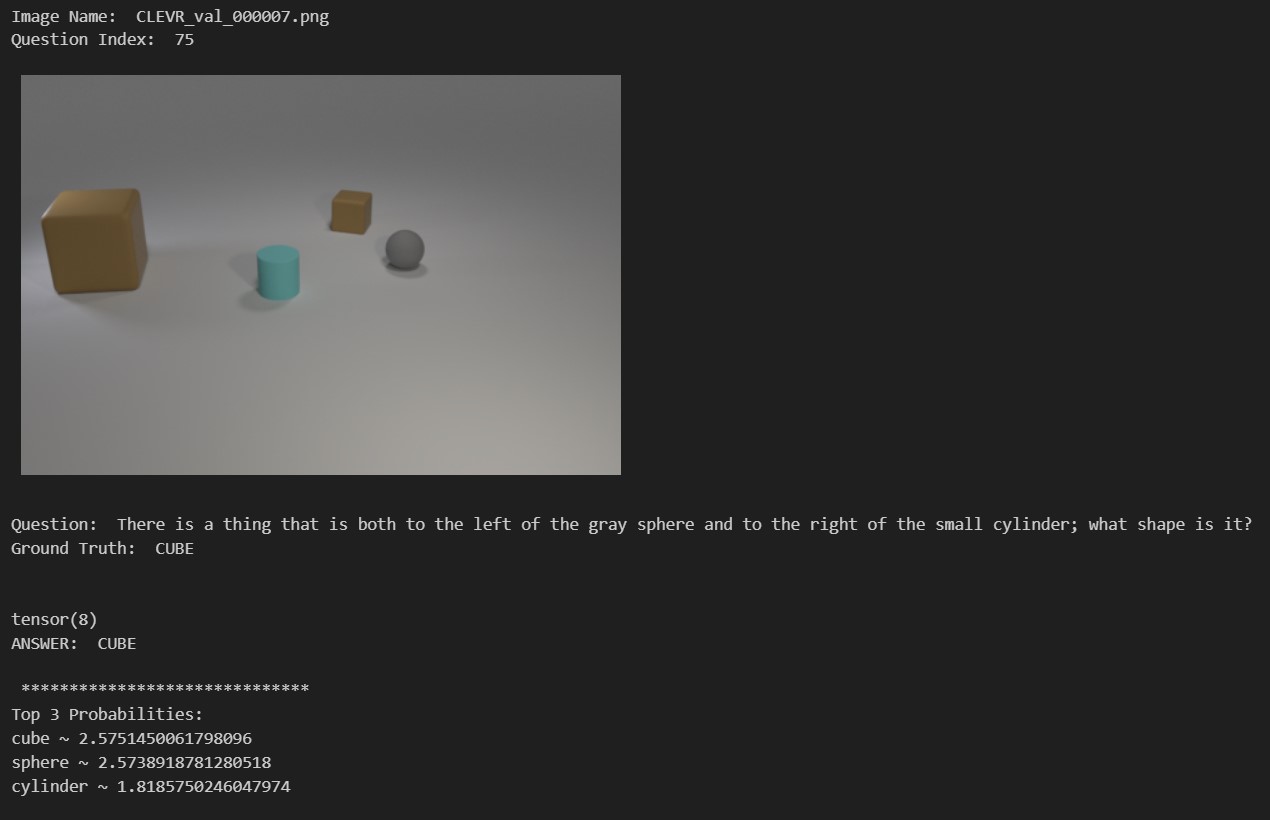 Image Name:  CLEVR_val_000007.png
Question Index:  75
Question:  There is a thing that is both to the left of the gray sphere and to the right of the small cylinder; what shape is it?
Ground Truth:  CUBE
tensor(8)
ANSWER:  CUBE
******************************
Top 3 Probabilities:
cube ~ 2.5751450061798096
sphere ~ 2.5738918781280518
cylinder ~ 1.8185750246047974